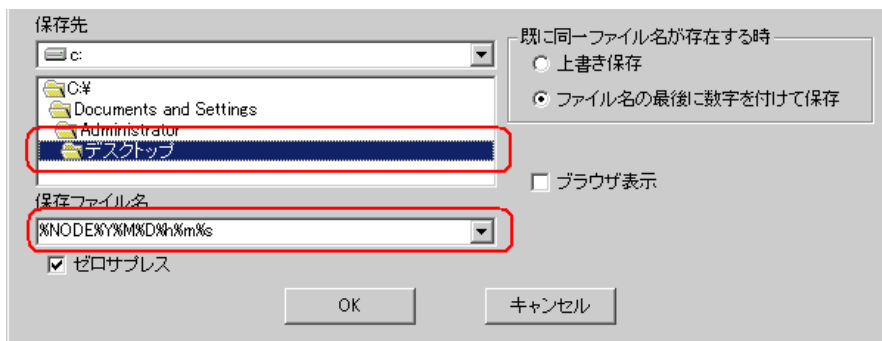 保存先
c:
C:¥
Documents and Settings
Administrator
デスクトップ
保存ファイル名
%NODE%Y%M%D%h%m%s
ゼロサプレス
既に同一ファイル名が存在する時
上書き保存
ファイル名の最後に数字を付けて保存
ブラウザ表示
OK
キャンセル